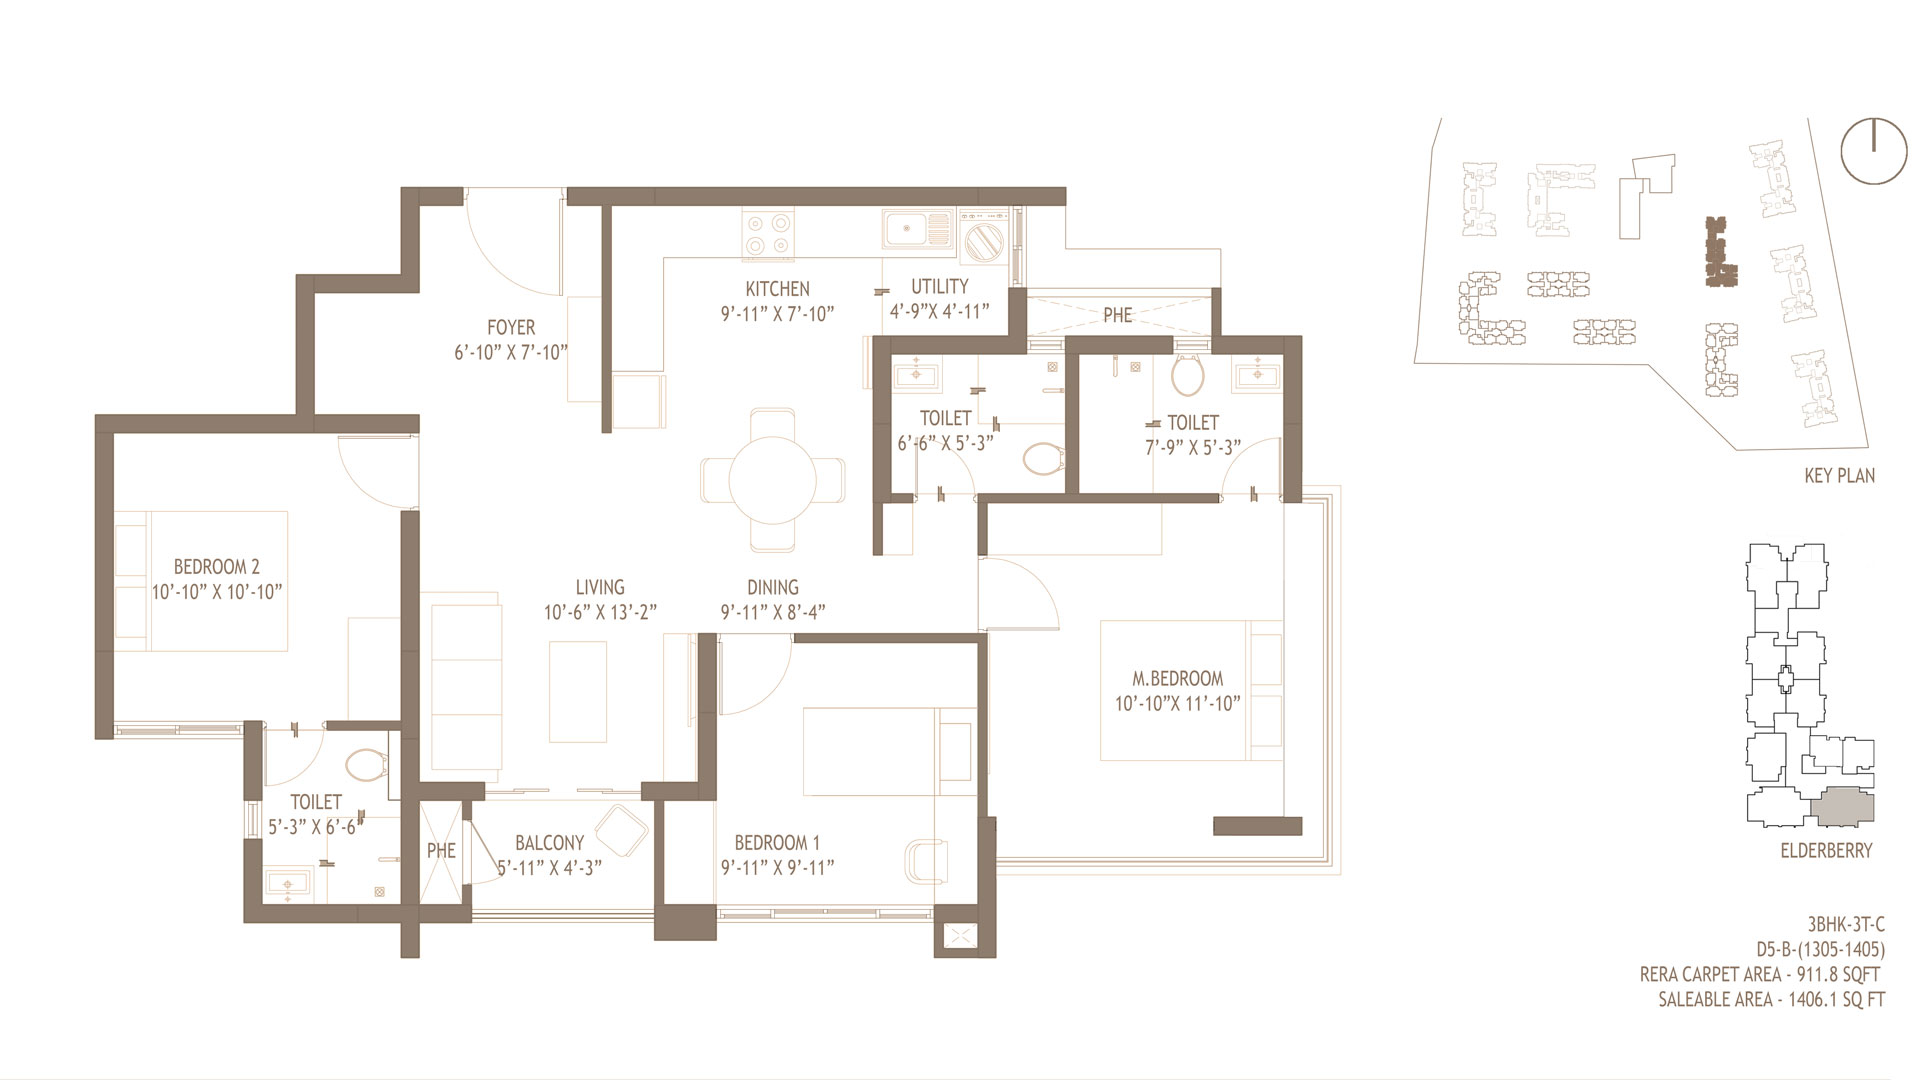 KITCHEN
9'-11" X 7'-10"
UTILITY
4'-9"X 4'-11"
PHE
FOYER
6'-10" X 7'-10"
TOILET
6'-6" X 5'-3"
TOILET
7'-9" X 5'-3"
KEY PLAN
BEDROOM 2
10'-10" X 10'-10"
LIVING
10'-6" X 13'-2"
DINING
9'-11" X 8'-4"
M.BEDROOM
10'-10"X 11'-10"
TOILET
5'-3" X 6'-6"
PHE
BALCONY
5'-11" X 4'-3"
BEDROOM 1
9'-11" X 9'-11"
ELDERBERRY
3BHK-3T-C
D5-B-(1305-1405)
RERA CARPET AREA - 911.8 SQFT
SALEABLE AREA - 1406.1 SQ FT